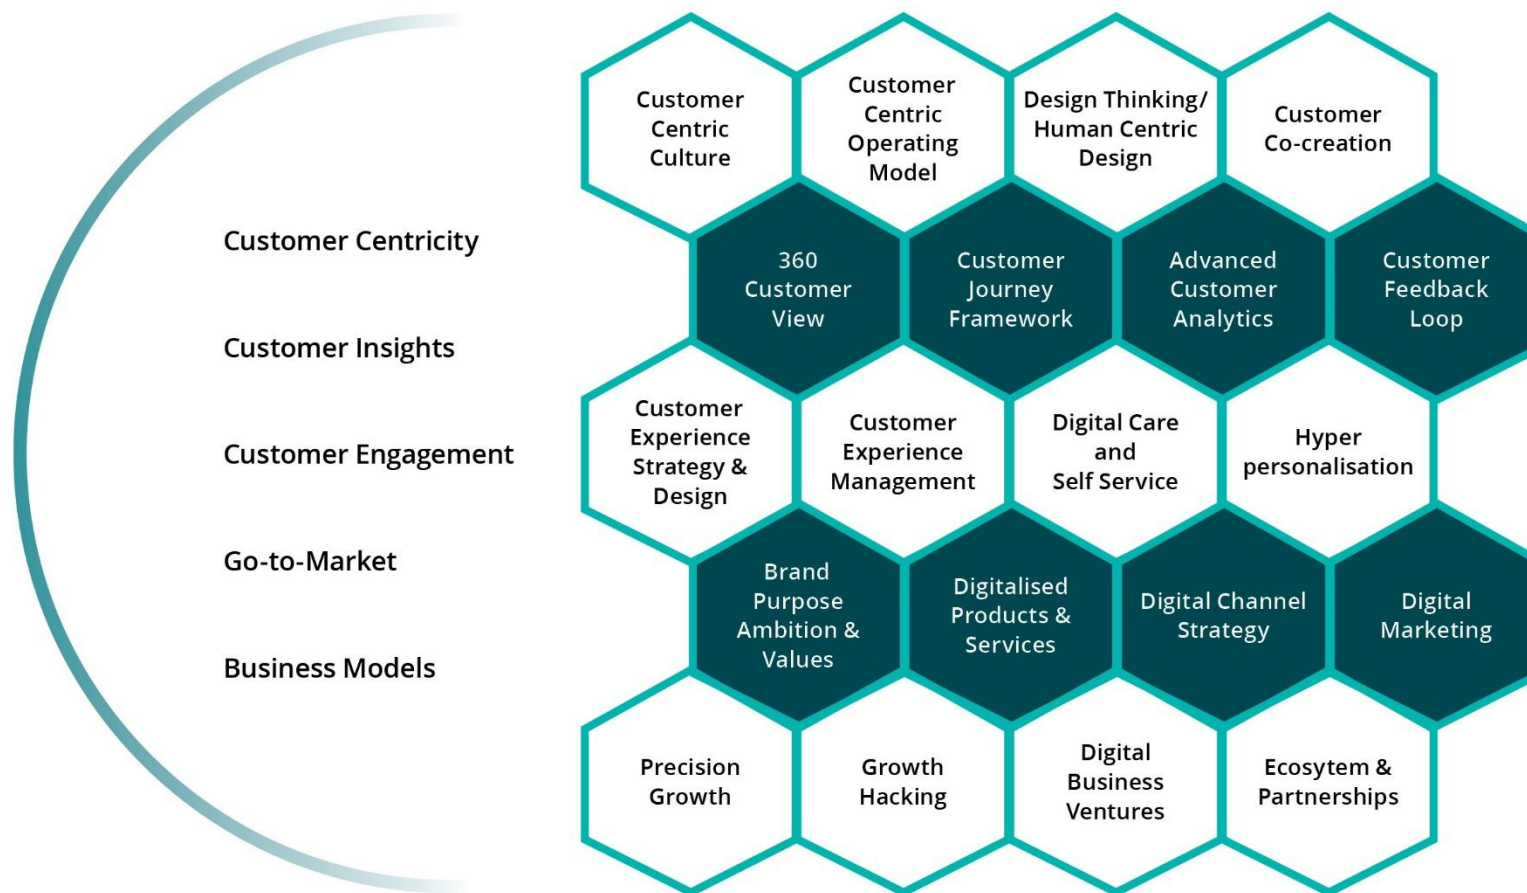 Customer Centricity
Customer Insights
Customer Engagement
Go-to-Market
Business Models
Customer
Centric
Culture
Customer
Centric
Operating
Model
Design Thinking/
Human Centric
Design
Customer
Co-creation
360
Customer
View
Customer
Journey
Framework
Advanced
Customer
Analytics
Customer
Feedback
Loop
Customer
Experience
Strategy &
Design
Customer
Experience
Management
Digital Care
and
Self Service
Hyper
personalisation
Brand
Purpose
Ambition &
Values
Digitalised
Products &
Services
Digital Channel
Strategy
Digital
Marketing
Precision
Growth
Growth
Hacking
Digital
Business
Ventures
Ecosytem &
Partnerships